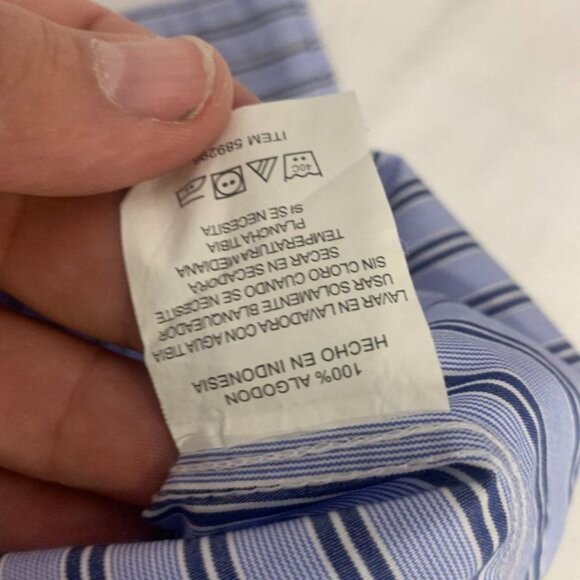 100% ALGODON
HECHO EN INDONESIA
LAVAR EN LAVADORA CON AGUA TIBIA
USAR SOLAMENTE BLANQUEADOR
SIN CLORO CUANDO SE NECESITE
SECAR EN SECADORA
TEMPERATURA MEDIANA
PLANCHA TIBIA
SI SE NECESITA
40C
ITEM